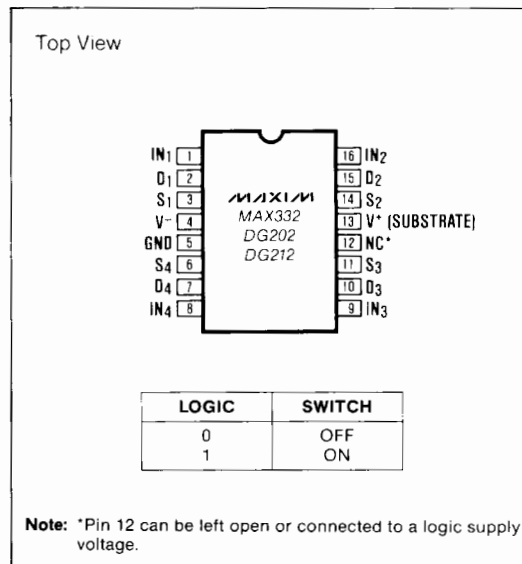 Top View
IN1 1
D1 2
S1 3
V- 4
GND 5
S4 6
D4 7
IN4 8
MAXIM
MAX332
DG202
DG212
16 IN2
15 D2
14 S2
13 V+ (SUBSTRATE)
12 NC*
11 S3
10 D3
9 IN3
LOGIC SWITCH
0 OFF
1 ON
Note: *Pin 12 can be left open or connected to a logic supply
voltage.